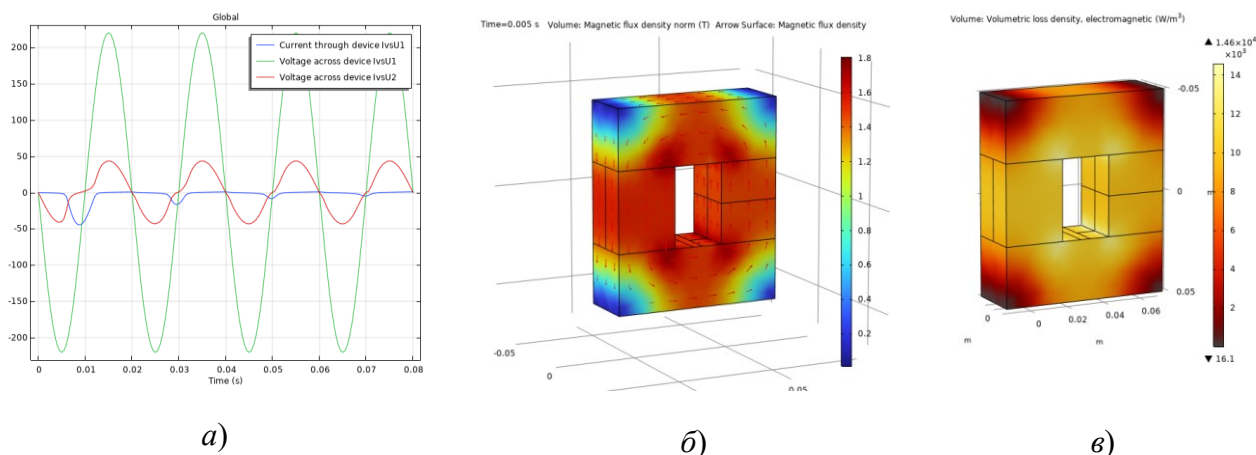 Global
Current through device IvsU1
Voltage across device IvsU1
Voltage across device IvsU2
200
150
100
50
0
-50
-100
-150
-200
0 0.01 0.02 0.03 0.04 0.05 0.06 0.07 0.08
Time (s)
а)
Time=0.005 s Volume: Magnetic flux density norm (T) Arrow Surface: Magnetic flux density
1.8
1.6
1.4
1.2
1
0.8
0.6
0.4
0.2
-0.05
0
0.05
б)
Volume: Volumetric loss density, electromagnetic (W/m³)
▲ 1.46×10⁴
×10³
14
12
10
8
6
4
2
▼ 16.1
-0.05
0
m
0.05
0 0 0.02 0.04 0.06
m m
в)